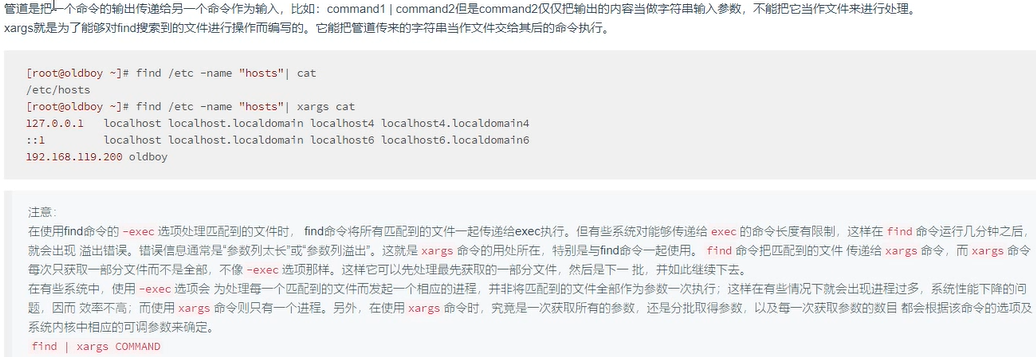 管道是把一个命令的输出传递给另一个命令作为输入，比如：command1 | command2但是command2仅仅把输出的内容当做字符串输入参数，不能把它当作文件来进行处理。
xargs就是为了能够对find搜索到的文件进行操作而编写的。它能把管道传来的字符串当作文件交给其后的命令执行。
[root@oldboy ~]# find /etc -name "hosts"| cat
/etc/hosts
[root@oldboy ~]# find /etc -name "hosts"| xargs cat
127.0.0.1   localhost localhost.localdomain localhost4 localhost4.localdomain4
::1         localhost localhost.localdomain localhost6 localhost6.localdomain6
192.168.119.200 oldboy
注意：
在使用find命令的 -exec 选项处理匹配到的文件时， find命令将所有匹配到的文件一起传递给exec执行。但有些系统对能够传递给 exec 的命令长度有限制，这样在 find 命令运行几分钟之后，
就会出现 溢出错误。错误信息通常是“参数列太长”或“参数列溢出”。这就是 xargs 命令的用处所在，特别是与find命令一起使用。 find 命令把匹配到的文件 传递给 xargs 命令，而 xargs 命令
每次只获取一部分文件而不是全部，不像 -exec 选项那样。这样它可以先处理最先获取的一部分文件，然后是下一 批，并如此继续下去。
在有些系统中，使用 -exec 选项会 为处理每一个匹配到的文件而发起一个相应的进程，并非将匹配到的文件全部作为参数一次执行；这样在有些情况下就会出现进程过多，系统性能下降的问
题，因而 效率不高；而使用 xargs 命令则只有一个进程。另外，在使用 xargs 命令时，究竟是一次获取所有的参数，还是分批取得参数，以及每一次获取参数的数目 都会根据该命令的选项及
系统内核中相应的可调参数来确定。
find | xargs COMMAND